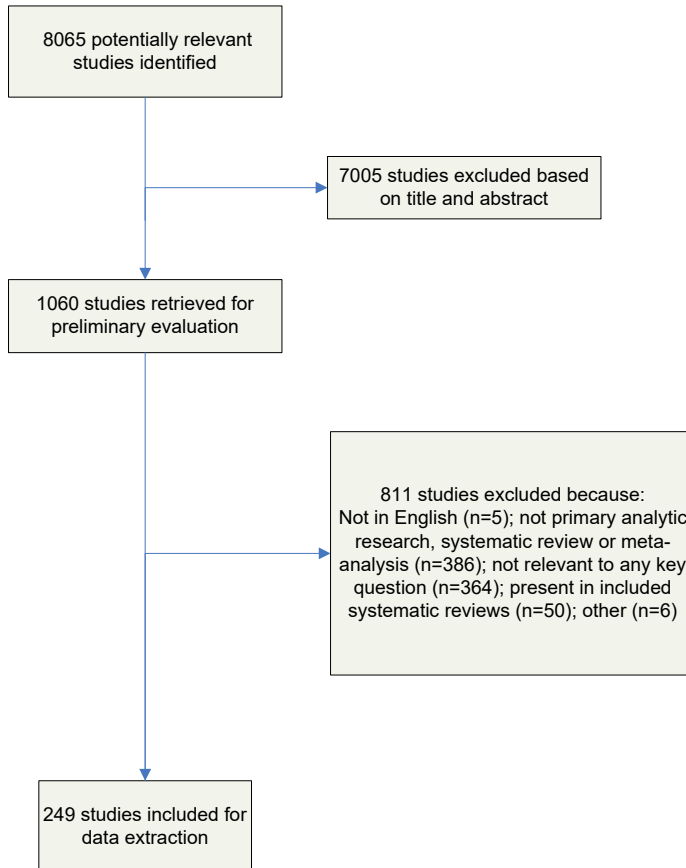 8065 potentially relevant
studies identified
7005 studies excluded based
on title and abstract
1060 studies retrieved for
preliminary evaluation
811 studies excluded because:
Not in English (n=5); not primary analytic
research, systematic review or meta-
analysis (n=386); not relevant to any key
question (n=364); present in included
systematic reviews (n=50); other (n=6)
249 studies included for
data extraction